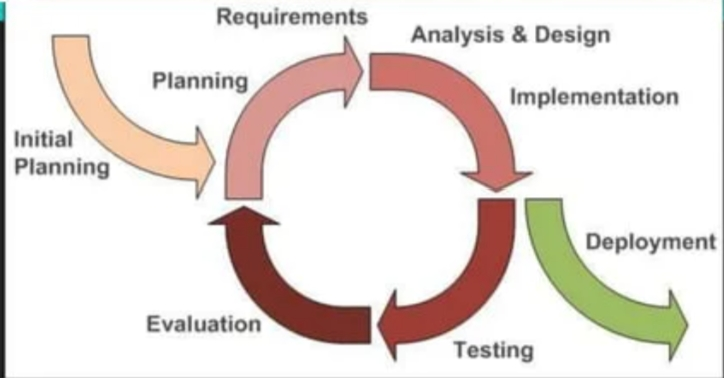 Requirements
Analysis & Design
Planning
Implementation
Initial
Planning
Deployment
Evaluation
Testing